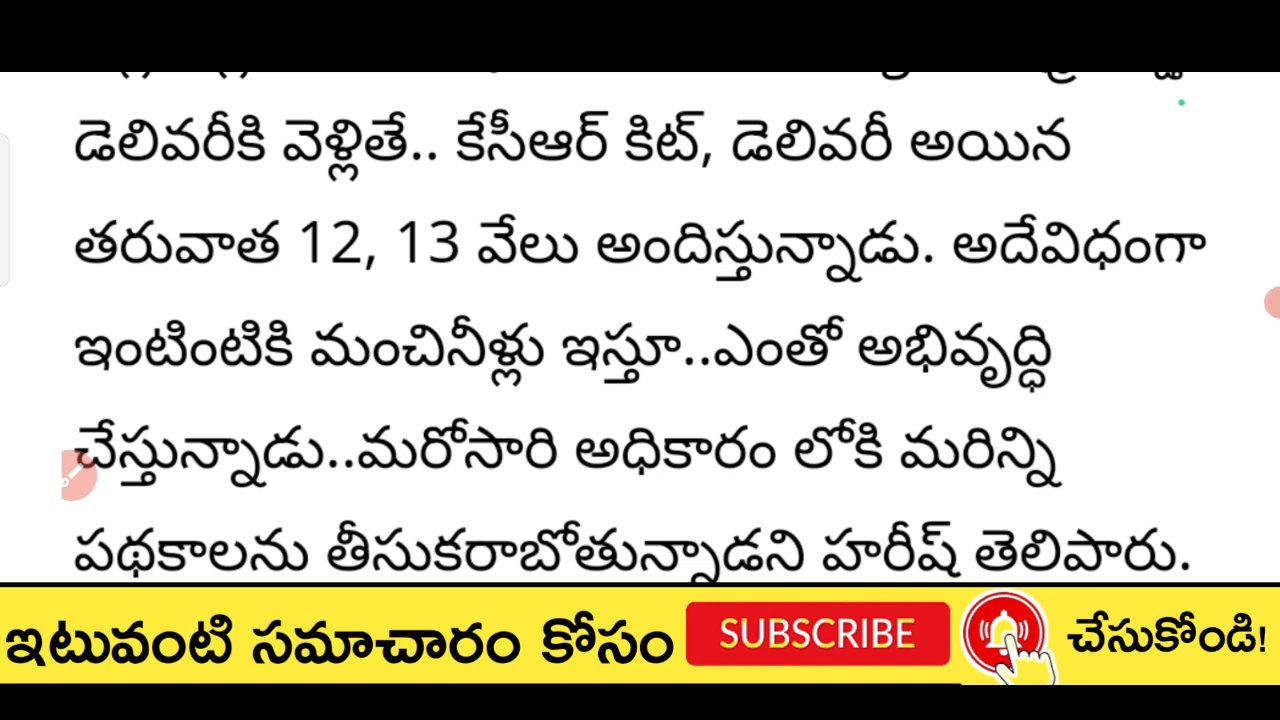 డెలివరీకి వెళ్లితే.. కేసీఆర్ కిట్, డెలివరీ అయిన
తరువాత 12, 13 వేలు అందిస్తున్నాడు. అదేవిధంగా
ఇంటింటికి మంచినీళ్లు ఇస్తూ..ఎంతో అభివృద్ధి
చేస్తున్నాడు..మరోసారి అధికారం లోకి మరిన్ని
పథకాలను తీసుకరాబోతున్నాడని హరీష్ తెలిపారు.
ఇటువంటి సమాచారం కోసం SUBSCRIBE చేసుకోండి!